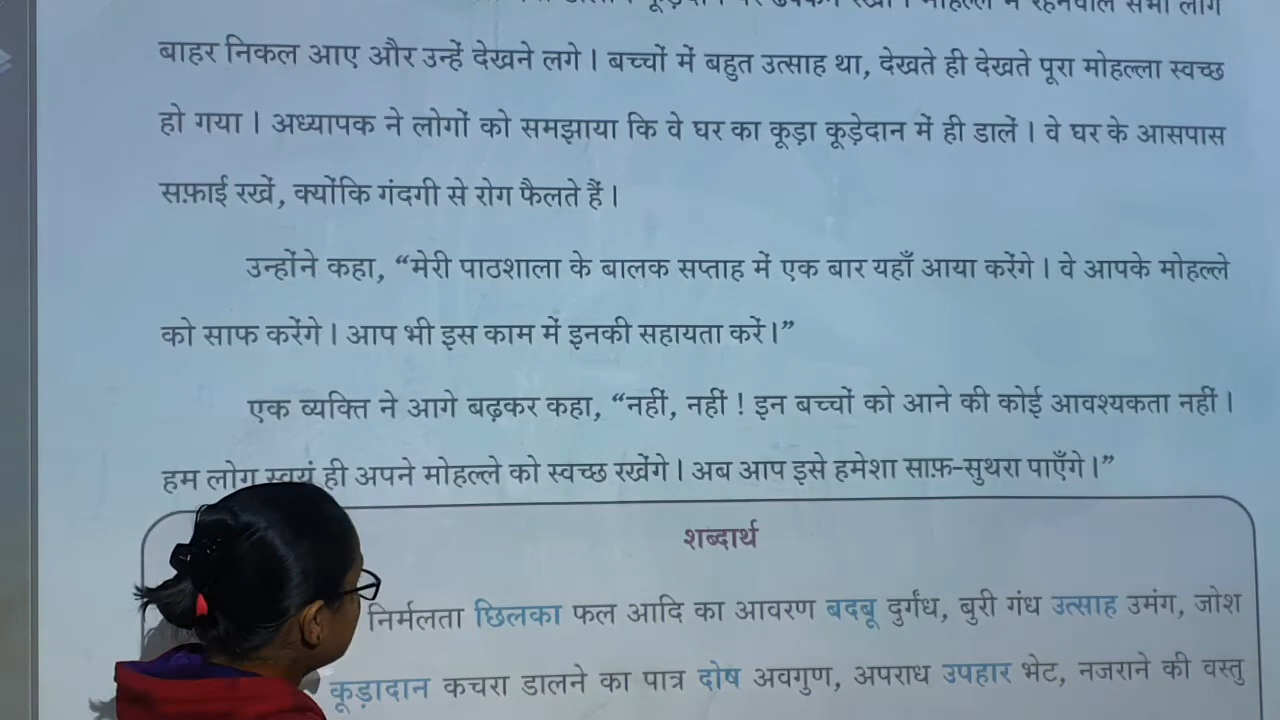 रखा। मोहल्ले में रहनेवाले सभी लोग
बाहर निकल आए और उन्हें देखने लगे। बच्चों में बहुत उत्साह था, देखते ही देखते पूरा मोहल्ला स्वच्छ
हो गया। अध्यापक ने लोगों को समझाया कि वे घर का कूड़ा कूड़ेदान में ही डालें। वे घर के आसपास
सफ़ाई रखें, क्योंकि गंदगी से रोग फैलते हैं।
उन्होंने कहा, “मेरी पाठशाला के बालक सप्ताह में एक बार यहाँ आया करेंगे। वे आपके मोहल्ले
को साफ करेंगे। आप भी इस काम में इनकी सहायता करें।”
एक व्यक्ति ने आगे बढ़कर कहा, “नहीं, नहीं! इन बच्चों को आने की कोई आवश्यकता नहीं।
हम लोग स्वयं ही अपने मोहल्ले को स्वच्छ रखेंगे। अब आप इसे हमेशा साफ़-सुथरा पाएँगे।”
शब्दार्थ
निर्मलता छिलका फल आदि का आवरण बदबू दुर्गंध, बुरी गंध उत्साह उमंग, जोश
कूड़ादान कचरा डालने का पात्र दोष अवगुण, अपराध उपहार भेट, नजराने की वस्तु